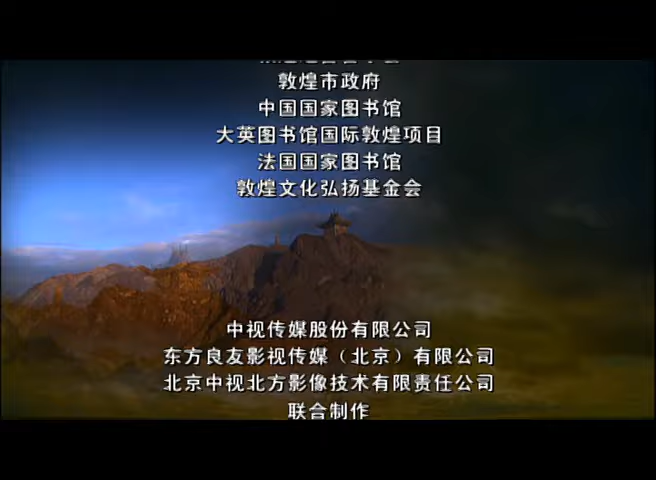 敦煌市政府
中国国家图书馆
大英图书馆国际敦煌项目
法国国家图书馆
敦煌文化弘扬基金会
中视传媒股份有限公司
东方良友影视传媒（北京）有限公司
北京中视北方影像技术有限责任公司
联合制作